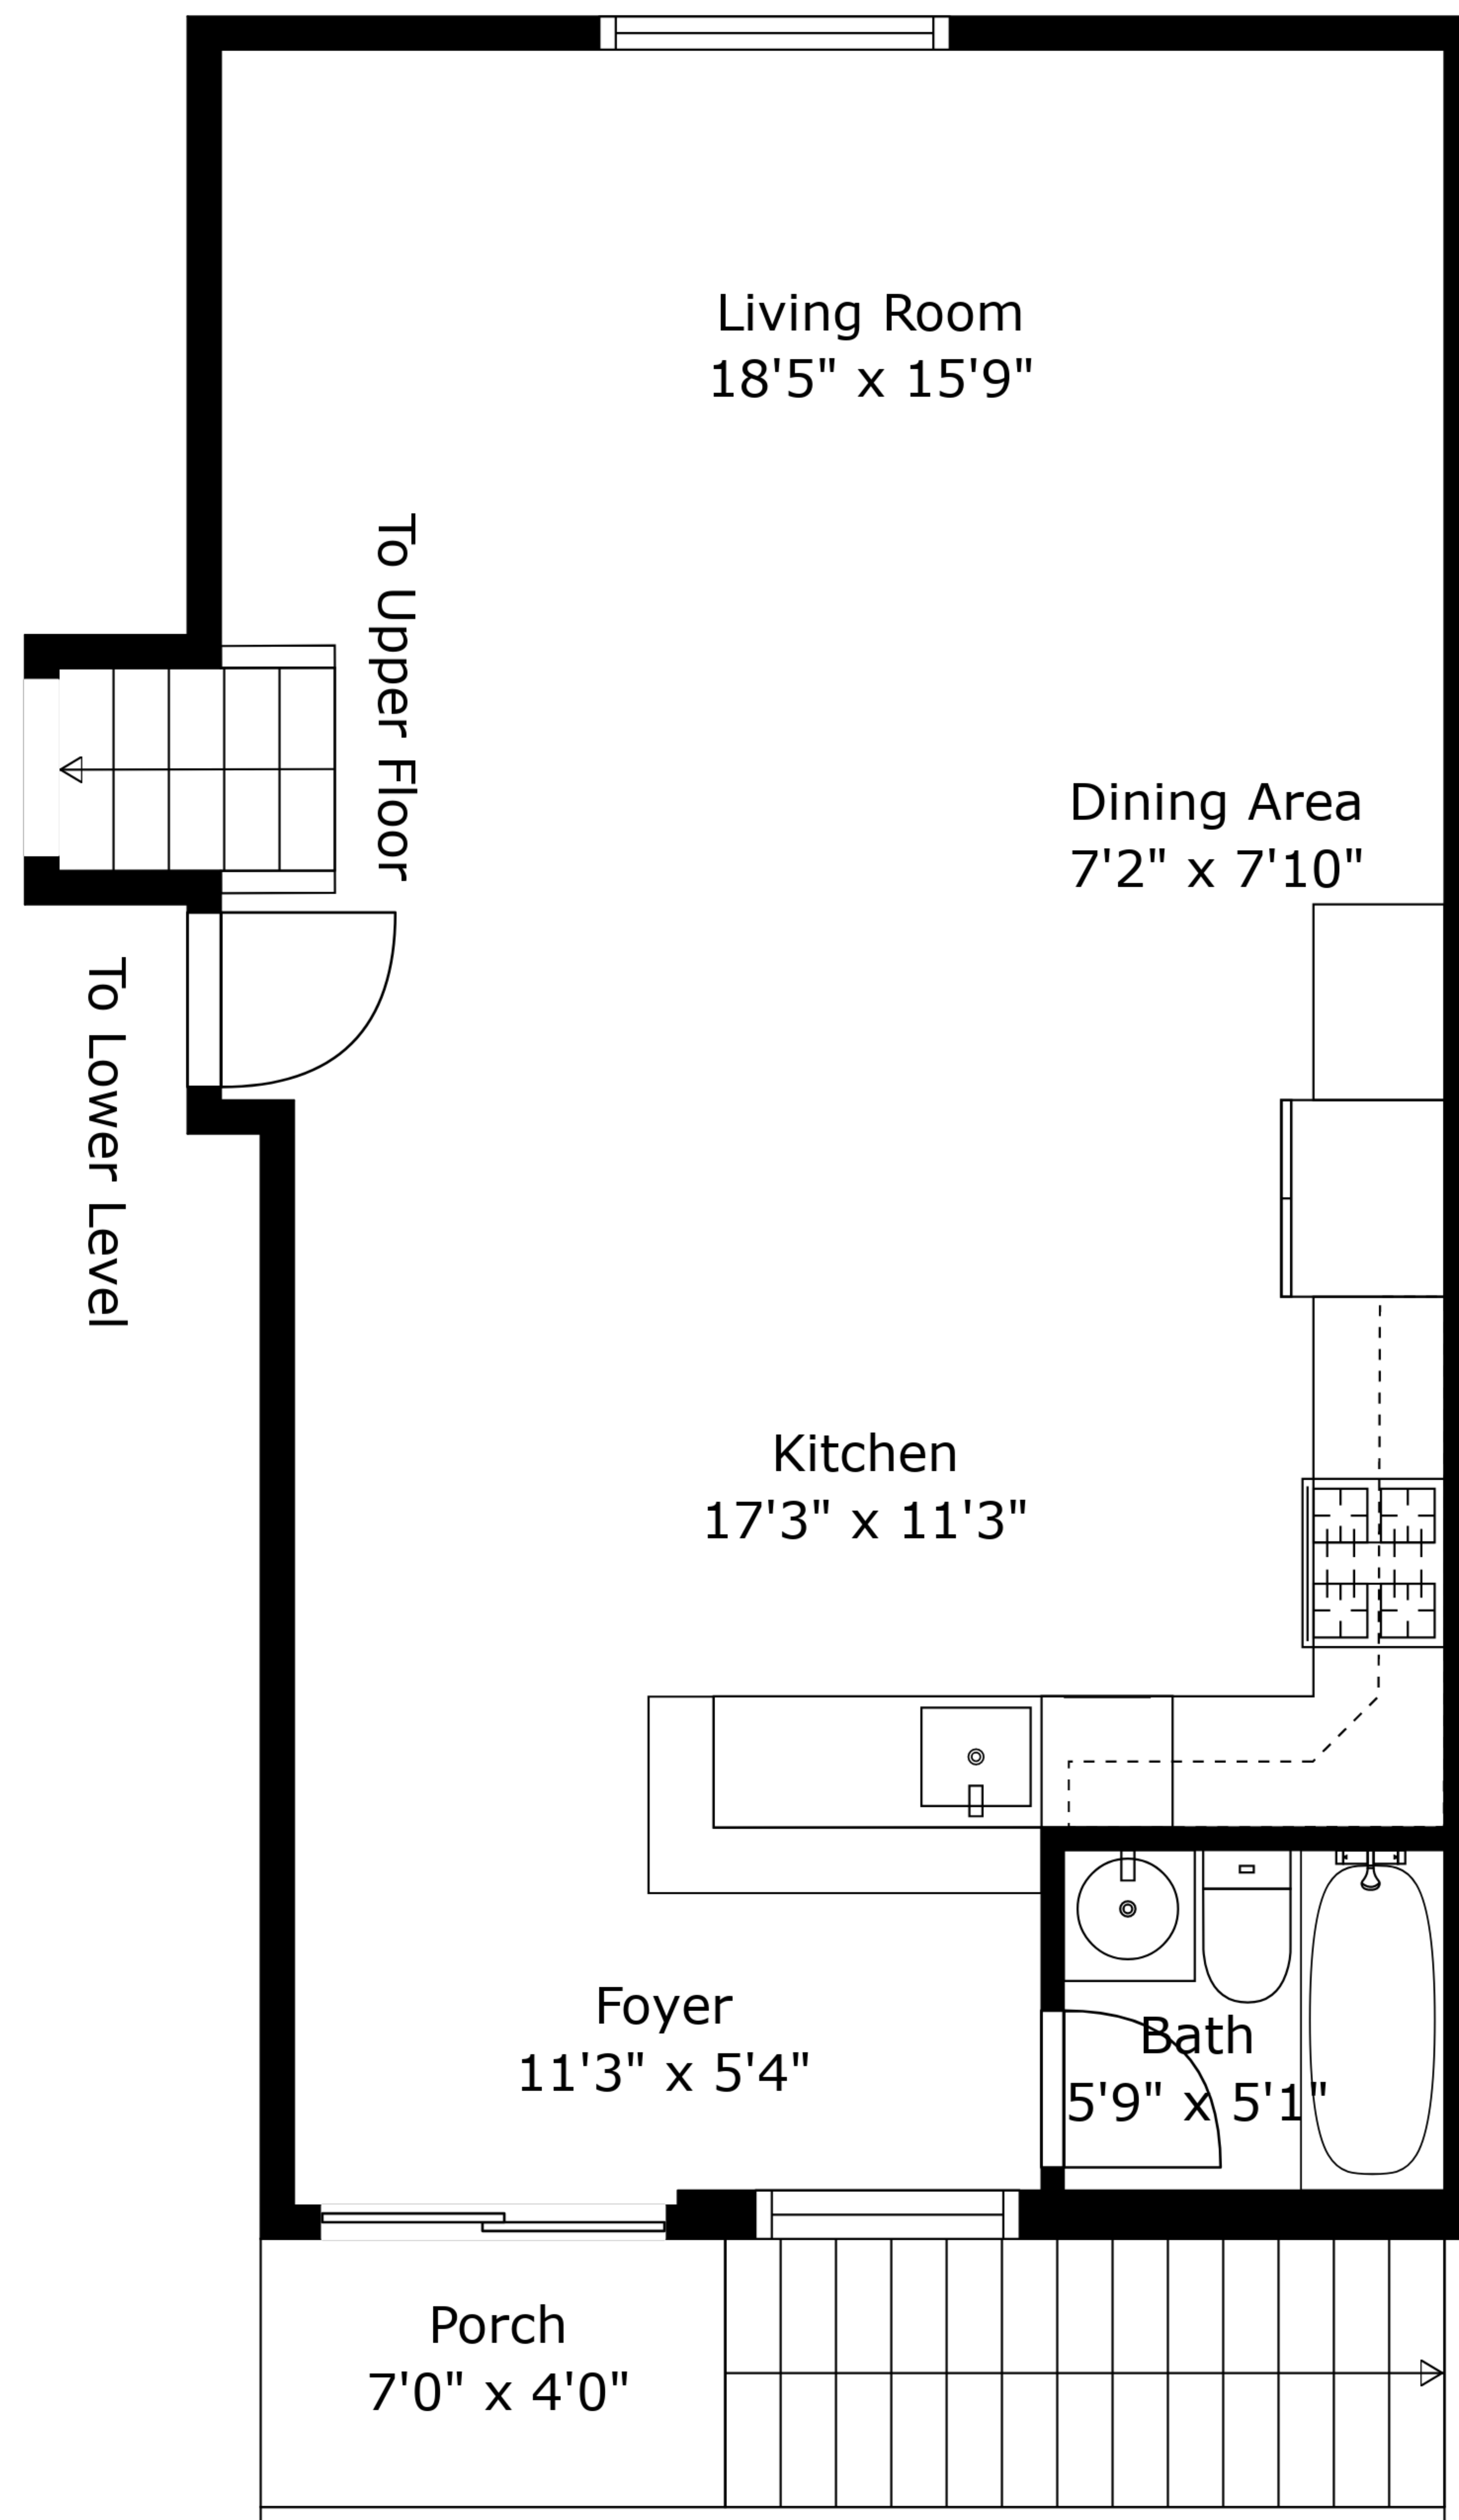 Living Room
18'5" x 15'9"
To Upper Floor
Dining Area
7'2" x 7'10"
To Lower Level
Kitchen
17'3" x 11'3"
Foyer
11'3" x 5'4"
Bath
5'9" x 5'1"
Porch
7'0" x 4'0"